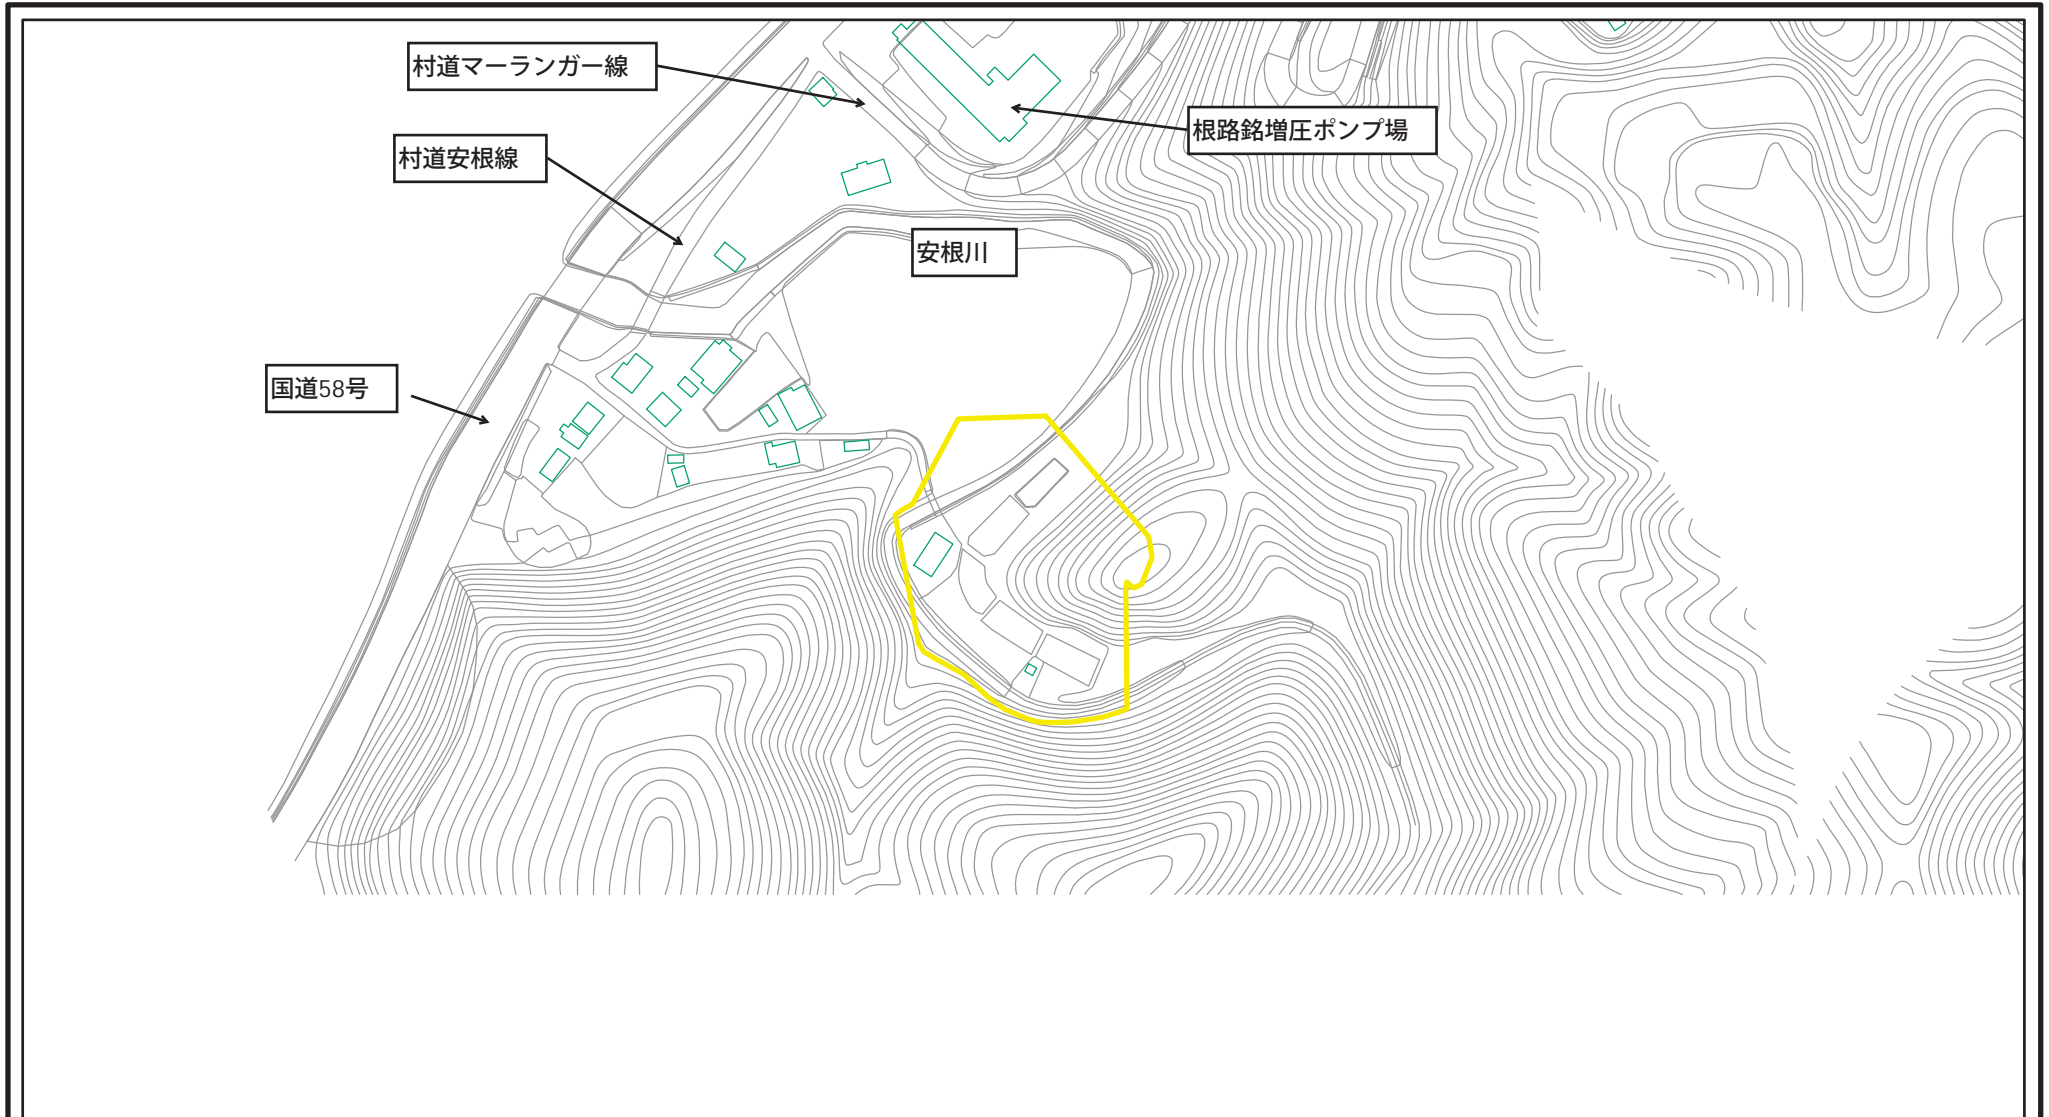 村道マーランガー線
根路銘増圧ポンプ場
村道安根線
安根川
国道58号